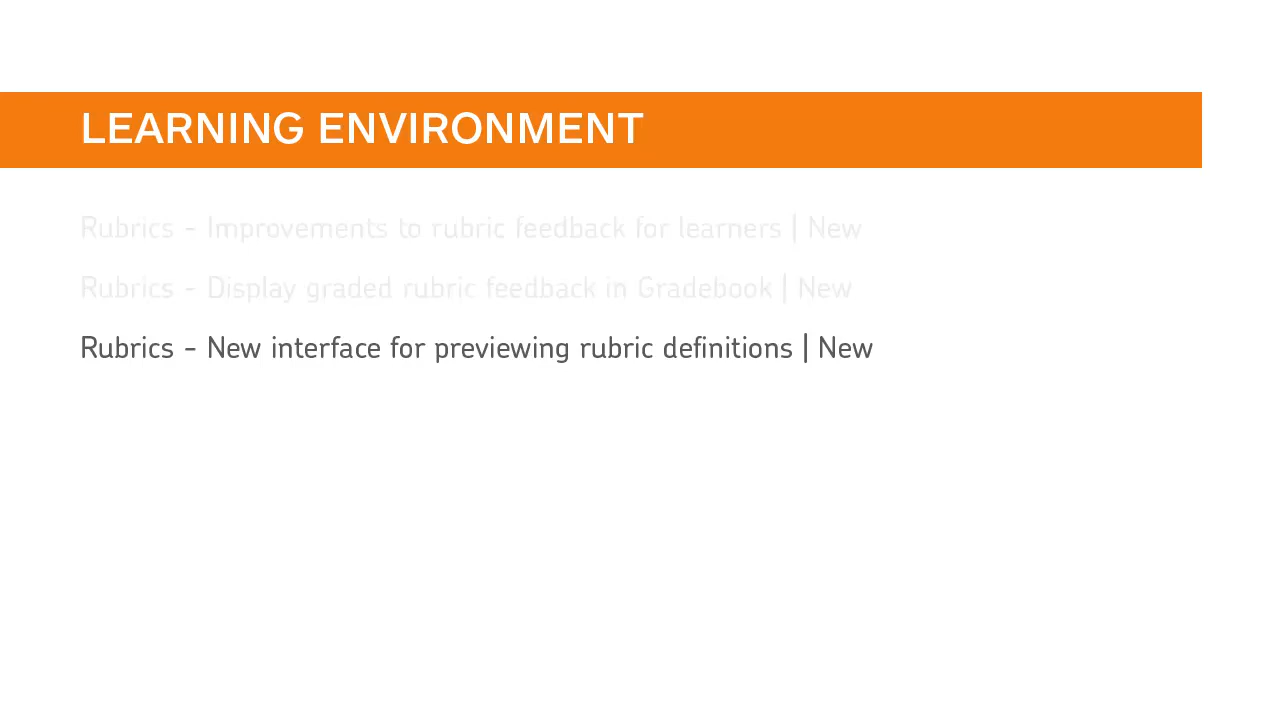 LEARNING ENVIRONMENT
Rubrics - Improvements to rubric feedback for learners | New
Rubrics - Display graded rubric feedback in Gradebook | New
Rubrics - New interface for previewing rubric definitions | New